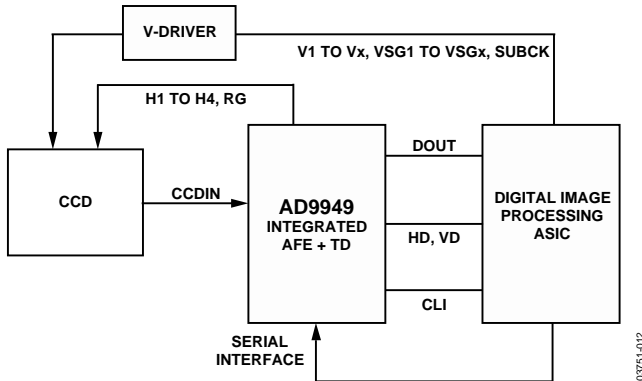 V-DRIVER
V1 TO Vx, VSG1 TO VSGx, SUBCK
H1 TO H4, RG
CCD
CCDIN
AD9949
INTEGRATED
AFE + TD
DOUT
HD, VD
CLI
DIGITAL IMAGE
PROCESSING
ASIC
SERIAL
INTERFACE
03751-012